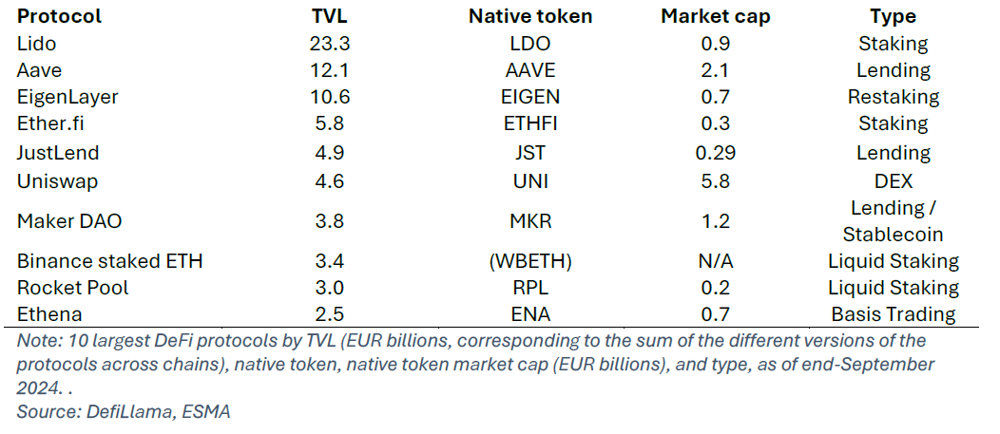 Protocol TVL Native token Market cap Type
Lido 23.3 LDO 0.9 Staking
Aave 12.1 AAVE 2.1 Lending
EigenLayer 10.6 EIGEN 0.7 Restaking
Ether.fi 5.8 ETHFI 0.3 Staking
JustLend 4.9 JST 0.29 Lending
Uniswap 4.6 UNI 5.8 DEX
Maker DAO 3.8 MKR 1.2 Lending /
Stablecoin
Binance staked ETH 3.4 (WBETH) N/A Liquid Staking
Rocket Pool 3.0 RPL 0.2 Liquid Staking
Ethena 2.5 ENA 0.7 Basis Trading
Note: 10 largest DeFi protocols by TVL (EUR billions, corresponding to the sum of the different versions of the
protocols across chains), native token, native token market cap (EUR billions), and type, as of end-September
2024. .
Source: DefiLlama, ESMA